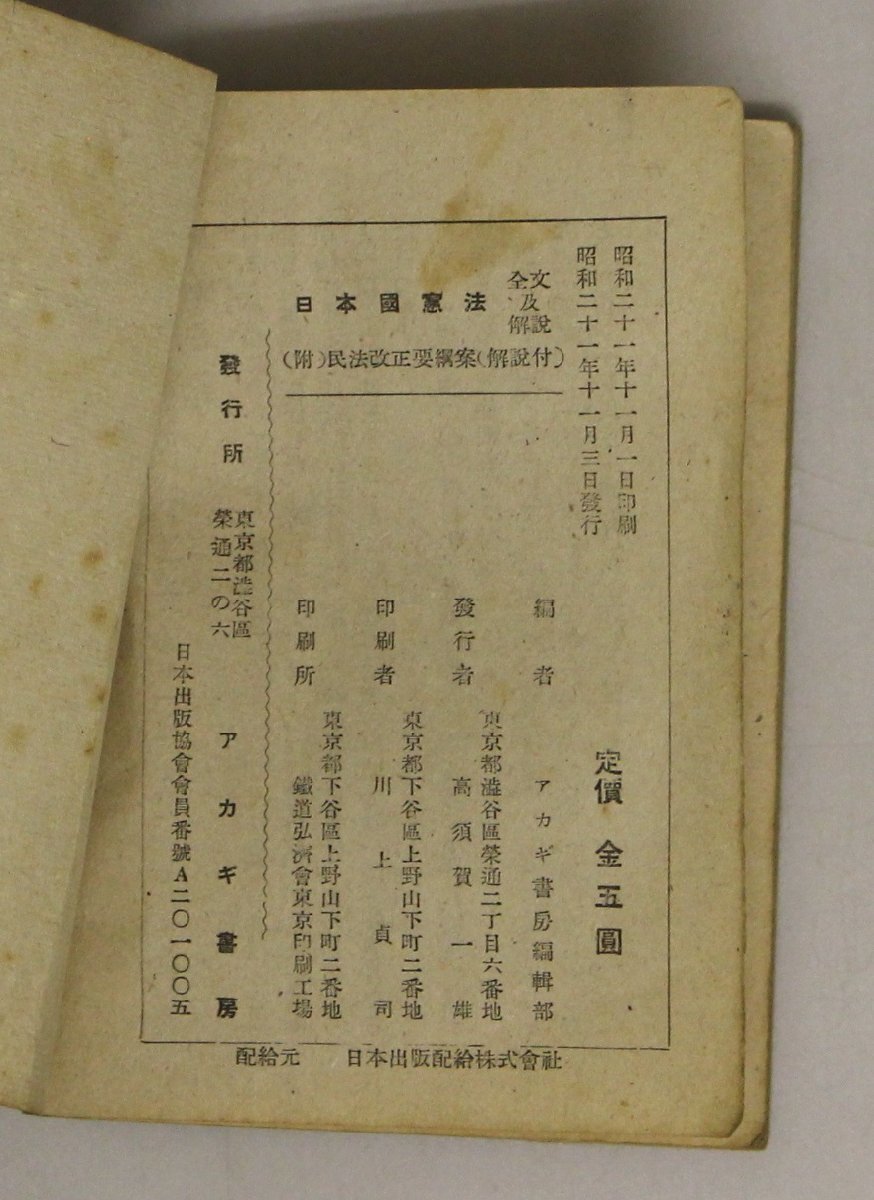 昭和二十一年十一月一日印刷
昭和二十一年十一月三日發行
定價 金五圓
日本國憲法 全文及解說
(附)民法改正要綱案(解說付)
編者 アカギ書房編輯部
東京都澁谷區榮通二丁目六番地
發行者 高須賀一雄
東京都下谷區上野山下町二番地
印刷者 川上貞司
東京都下谷區上野山下町二番地
印刷所 鐵道弘濟會東京印刷工場
發行所
東京都澁谷區
榮通二の六
アカギ書房
日本出版協會會員番號A二〇一〇〇五
配給元 日本出版配給株式會社